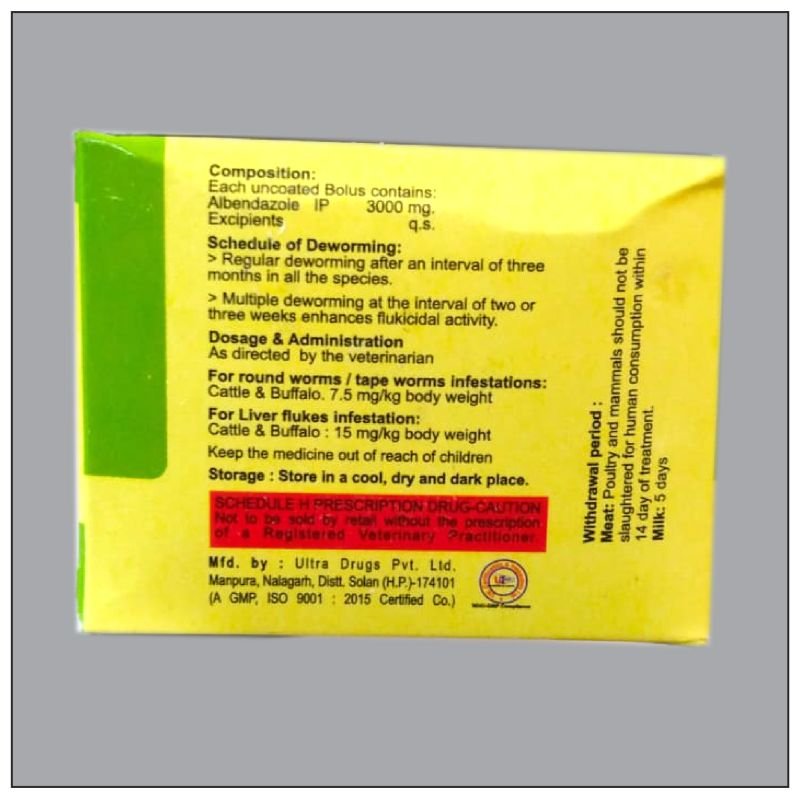 Composition:
Each uncoated Bolus contains:
Albendazole IP 3000 mg.
Excipients q.s.
Schedule of Deworming:
> Regular deworming after an interval of three
months in all the species.
> Multiple deworming at the interval of two or
three weeks enhances flukicidal activity.
Dosage & Administration
As directed by the veterinarian
For round worms / tape worms infestations:
Cattle & Buffalo. 7.5 mg/kg body weight
For Liver flukes infestation:
Cattle & Buffalo : 15 mg/kg body weight
Keep the medicine out of reach of children
Storage : Store in a cool, dry and dark place.
SCHEDULE H PRESCRIPTION DRUG-CAUTION
Not to be sold by retail without the prescription
of a Registered Veterinary Practitioner.
Mfd. by : Ultra Drugs Pvt. Ltd.
Manpura, Nalagarh, Distt. Solan (H.P.)-174101
(A GMP, ISO 9001 : 2015 Certified Co.)
Withdrawal period :
Meat: Poultry and mammals should not be
slaughtered for human consumption within
14 day of treatment.
Milk: 5 days